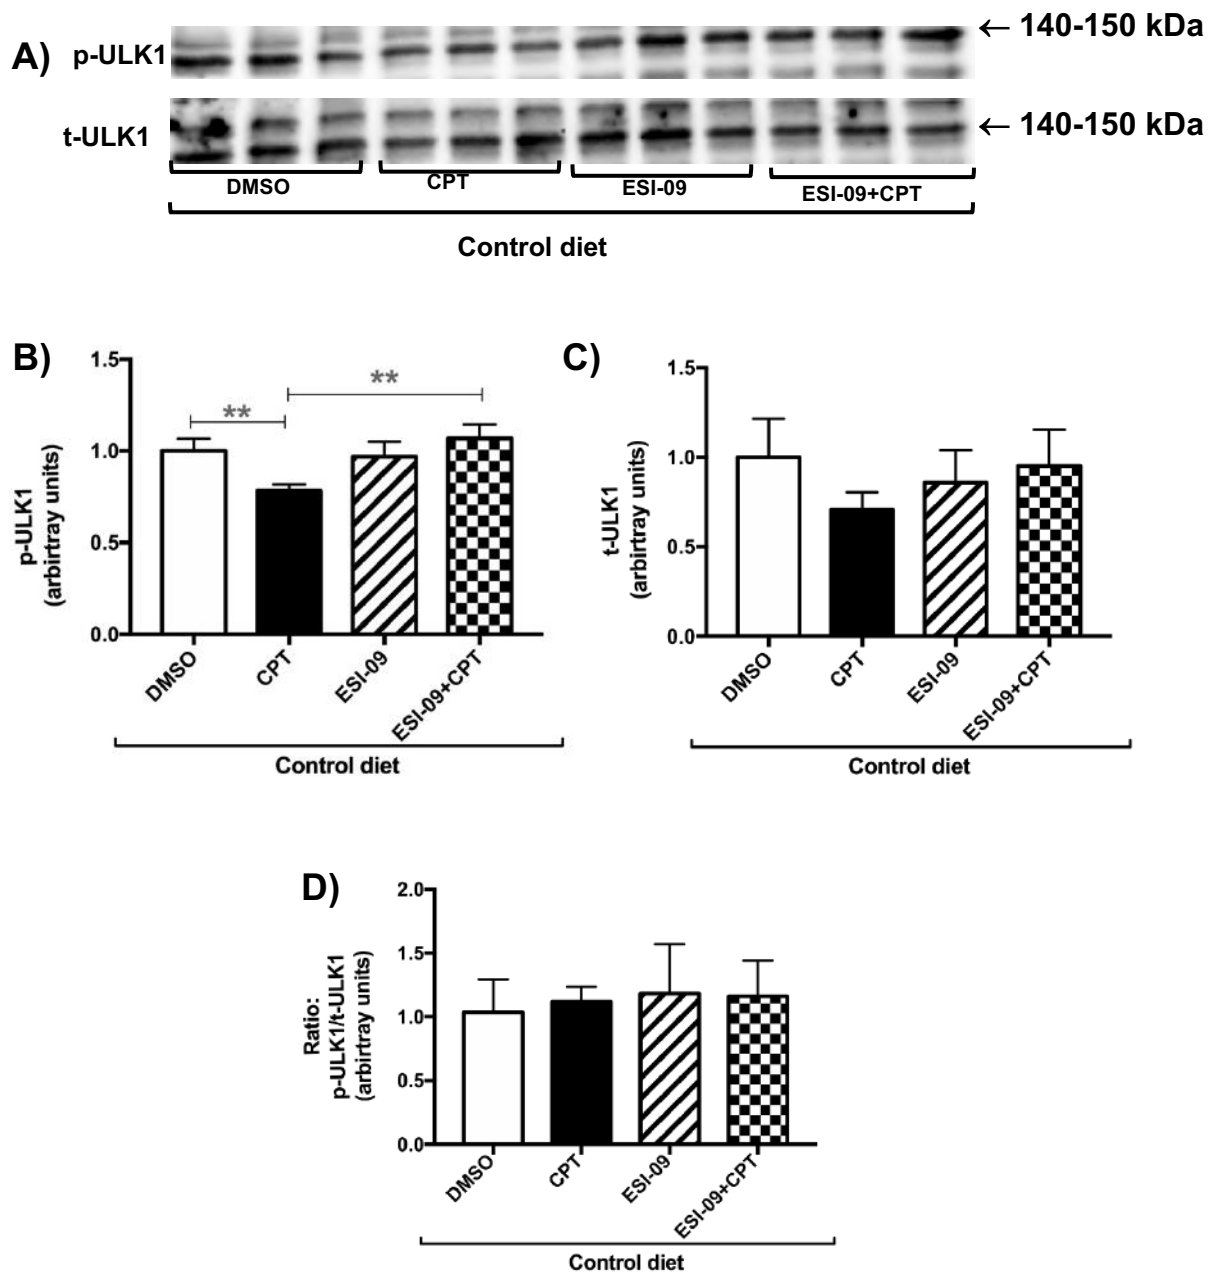 A)
p-ULK1
← 140-150 kDa
t-ULK1
← 140-150 kDa
DMSO
CPT
ESI-09
ESI-09+CPT
Control diet
B)
p-ULK1
(arbirtray units)
1.5
1.0
0.5
0.0
**
**
DMSO
CPT
ESI-09
ESI-09+CPT
Control diet
C)
t-ULK1
(arbirtray units)
1.5
1.0
0.5
0.0
DMSO
CPT
ESI-09
ESI-09+CPT
Control diet
D)
Ratio:
p-ULK1/t-ULK1
(arbirtray units)
2.0
1.5
1.0
0.5
0.0
DMSO
CPT
ESI-09
ESI-09+CPT
Control diet